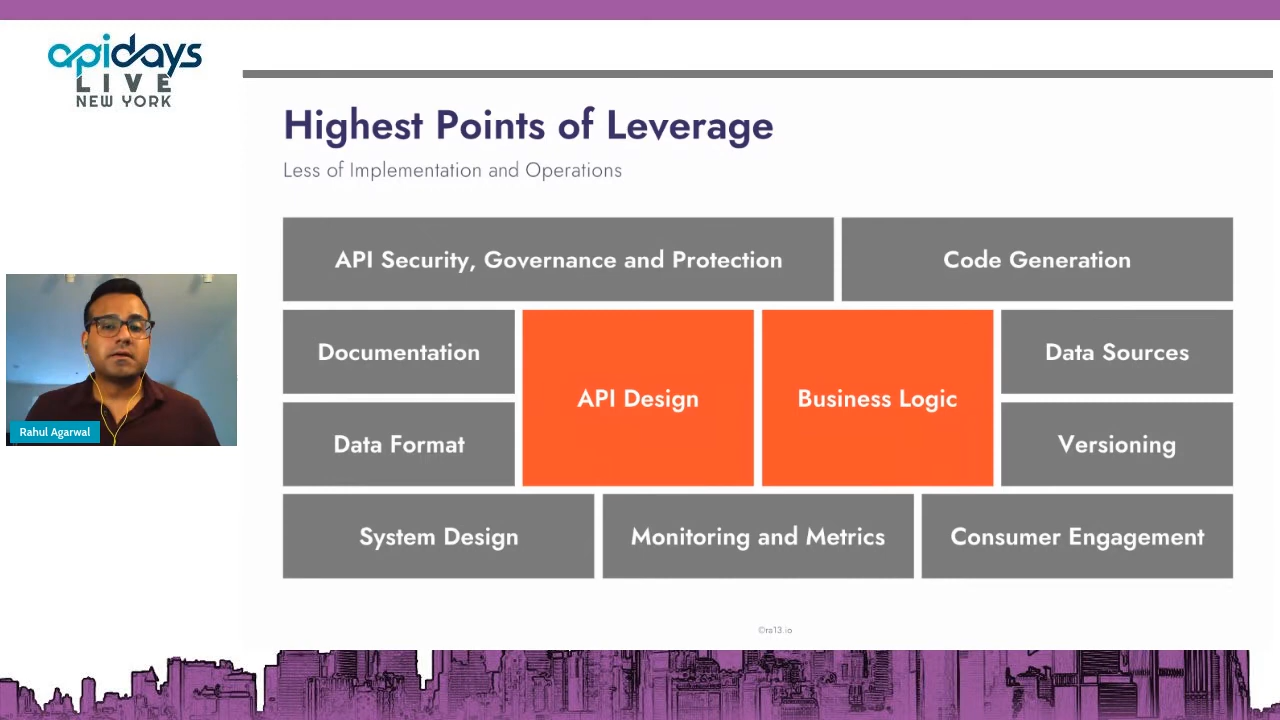 apidays
LIVE
NEW YORK
Highest Points of Leverage
Less of Implementation and Operations
API Security, Governance and Protection
Code Generation
Documentation
API Design
Business Logic
Data Sources
Data Format
Versioning
System Design
Monitoring and Metrics
Consumer Engagement
Rahul Agarwal
©ra13.io